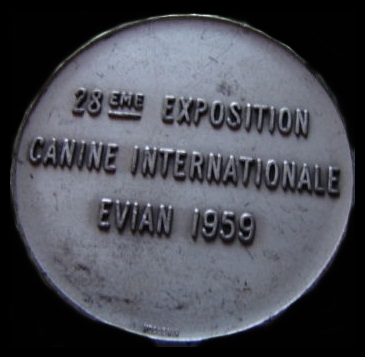 28EME EXPOSITION
CANINE INTERNATIONALE
EVIAN 1959